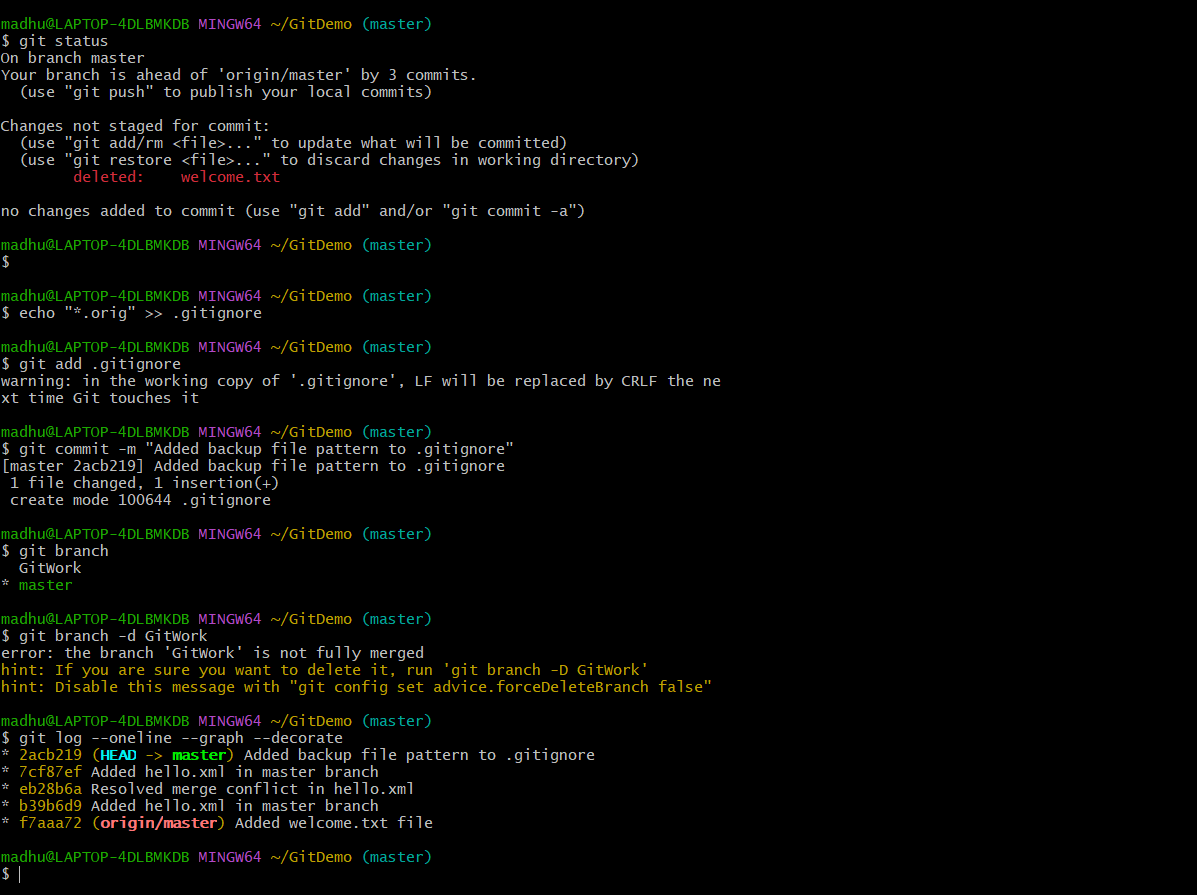 madhu@LAPTOP-4DLBMKDB MINGW64 ~/GitDemo (master)
$ git status
On branch master
Your branch is ahead of 'origin/master' by 3 commits.
  (use "git push" to publish your local commits)

Changes not staged for commit:
  (use "git add/rm <file>..." to update what will be committed)
  (use "git restore <file>..." to discard changes in working directory)
        deleted:    welcome.txt

no changes added to commit (use "git add" and/or "git commit -a")

madhu@LAPTOP-4DLBMKDB MINGW64 ~/GitDemo (master)
$

madhu@LAPTOP-4DLBMKDB MINGW64 ~/GitDemo (master)
$ echo "*.orig" >> .gitignore

madhu@LAPTOP-4DLBMKDB MINGW64 ~/GitDemo (master)
$ git add .gitignore
warning: in the working copy of '.gitignore', LF will be replaced by CRLF the ne
xt time Git touches it

madhu@LAPTOP-4DLBMKDB MINGW64 ~/GitDemo (master)
$ git commit -m "Added backup file pattern to .gitignore"
[master 2acb219] Added backup file pattern to .gitignore
 1 file changed, 1 insertion(+)
 create mode 100644 .gitignore

madhu@LAPTOP-4DLBMKDB MINGW64 ~/GitDemo (master)
$ git branch
  GitWork
* master

madhu@LAPTOP-4DLBMKDB MINGW64 ~/GitDemo (master)
$ git branch -d GitWork
error: the branch 'GitWork' is not fully merged
hint: If you are sure you want to delete it, run 'git branch -D GitWork'
hint: Disable this message with "git config set advice.forceDeleteBranch false"

madhu@LAPTOP-4DLBMKDB MINGW64 ~/GitDemo (master)
$ git log --oneline --graph --decorate
* 2acb219 (HEAD -> master) Added backup file pattern to .gitignore
* 7cf87ef Added hello.xml in master branch
* eb28b6a Resolved merge conflict in hello.xml
* b39b6d9 Added hello.xml in master branch
* f7aaa72 (origin/master) Added welcome.txt file

madhu@LAPTOP-4DLBMKDB MINGW64 ~/GitDemo (master)
$